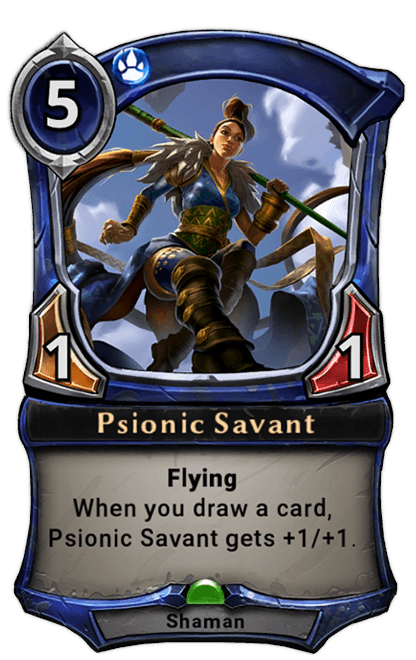 5
1
1
Psionic Savant
Flying
When you draw a card,
Psionic Savant gets +1/+1.
Shaman